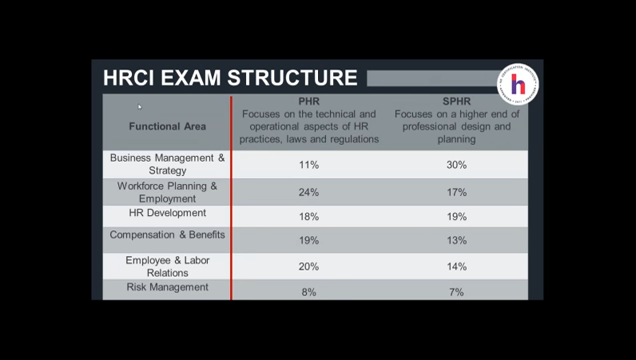 HRCI EXAM STRUCTURE
h
Functional Area
PHR
Focuses on the technical and
operational aspects of HR
practices, laws and regulations
SPHR
Focuses on a higher end of
professional design and
planning
Business Management &
Strategy
11%
30%
Workforce Planning &
Employment
24%
17%
HR Development
18%
19%
Compensation & Benefits
19%
13%
Employee & Labor
Relations
20%
14%
Risk Management
8%
7%